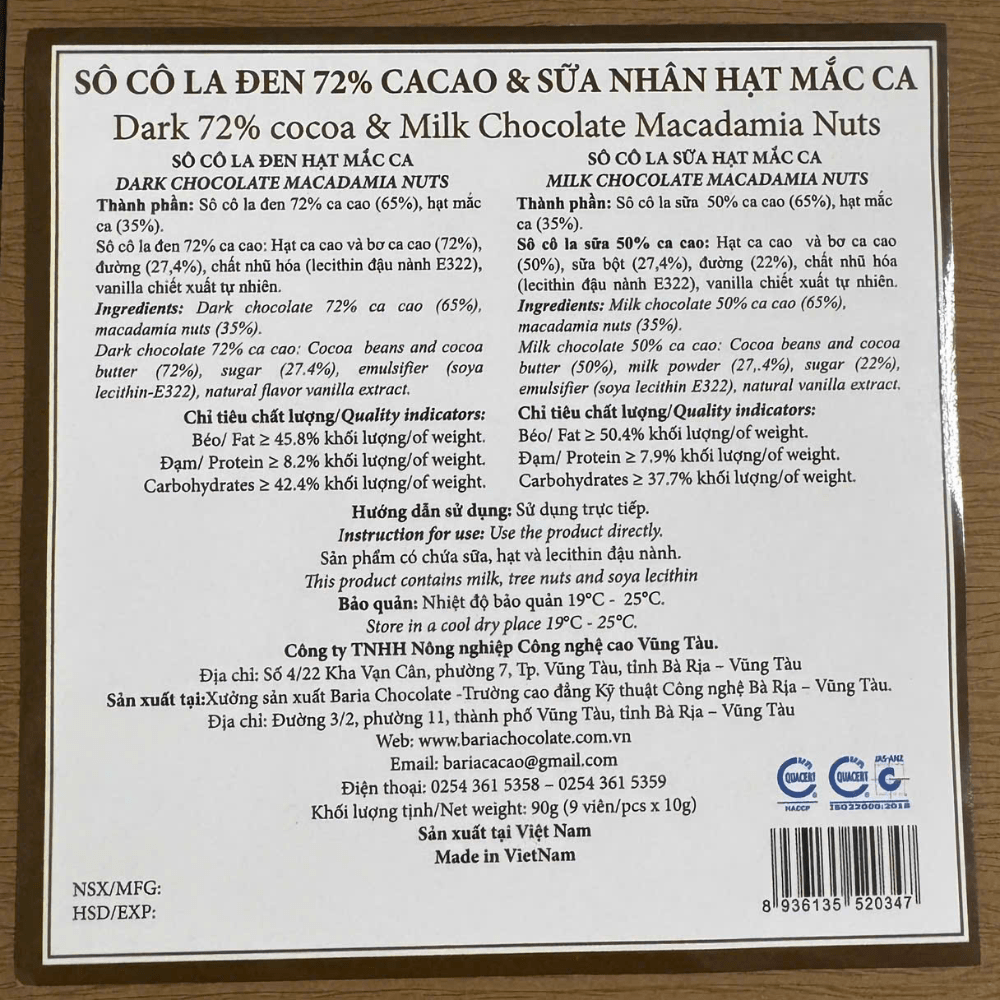 SÔ CÔ LA ĐEN 72% CACAO & SỮA NHÂN HẠT MẮC CA
Dark 72% cocoa & Milk Chocolate Macadamia Nuts
SÔ CÔ LA ĐEN HẠT MẮC CA
DARK CHOCOLATE MACADAMIA NUTS
Thành phần: Sô cô la đen 72% ca cao (65%), hạt mắc
ca (35%).
Sô cô la đen 72% ca cao: Hạt ca cao và bơ ca cao (72%),
đường (27,4%), chất nhũ hóa (lecithin đậu nành E322),
vanilla chiết xuất tự nhiên.
Ingredients: Dark chocolate 72% ca cao (65%),
macadamia nuts (35%).
Dark chocolate 72% ca cao: Cocoa beans and cocoa
butter (72%), sugar (27.4%), emulsifier (soya
lecithin-E322), natural flavor vanilla extract.
Chỉ tiêu chất lượng/Quality indicators:
Béo/ Fat ≥ 45.8% khối lượng/of weight.
Đạm/ Protein ≥ 8.2% khối lượng/of weight.
Carbohydrates ≥ 42.4% khối lượng/of weight.
SÔ CÔ LA SỮA HẠT MẮC CA
MILK CHOCOLATE MACADAMIA NUTS
Thành phần: Sô cô la sữa 50% ca cao (65%), hạt mắc
ca (35%).
Sô cô la sữa 50% ca cao: Hạt ca cao và bơ ca cao
(50%), sữa bột (27,4%), đường (22%), chất nhũ hóa
(lecithin đậu nành E322), vanilla chiết xuất tự nhiên.
Ingredients: Milk chocolate 50% ca cao (65%),
macadamia nuts (35%).
Milk chocolate 50% ca cao: Cocoa beans and cocoa
butter (50%), milk powder (27,.4%), sugar (22%),
emulsifier (soya lecithin E322), natural vanilla extract.
Chỉ tiêu chất lượng/Quality indicators:
Béo/ Fat ≥ 50.4% khối lượng/of weight.
Đạm/ Protein ≥ 7.9% khối lượng/of weight.
Carbohydrates ≥ 37.7% khối lượng/of weight.
Hướng dẫn sử dụng: Sử dụng trực tiếp.
Instruction for use: Use the product directly.
Sản phẩm có chứa sữa, hạt và lecithin đậu nành.
This product contains milk, tree nuts and soya lecithin
Bảo quản: Nhiệt độ bảo quản 19°C - 25°C.
Store in a cool dry place 19°C - 25°C.
Công ty TNHH Nông nghiệp Công nghệ cao Vũng Tàu.
Địa chỉ: Số 4/22 Kha Vạn Cân, phường 7, Tp. Vũng Tàu, tỉnh Bà Rịa – Vũng Tàu
Sản xuất tại:Xưởng sản xuất Baria Chocolate -Trường cao đẳng Kỹ thuật Công nghệ Bà Rịa – Vũng Tàu.
Địa chỉ: Đường 3/2, phường 11, thành phố Vũng Tàu, tỉnh Bà Rịa – Vũng Tàu
Web: www.bariachocolate.com.vn
Email: bariacacao@gmail.com
Điện thoại: 0254 361 5358 – 0254 361 5359
Khối lượng tịnh/Net weight: 90g (9 viên/pcs x 10g)
Sản xuất tại Việt Nam
Made in VietNam
NSX/MFG:
HSD/EXP:
QUACERT
HACCP
QUACERT
JAS-ANZ
ISO22000:2018
8 936135 520347